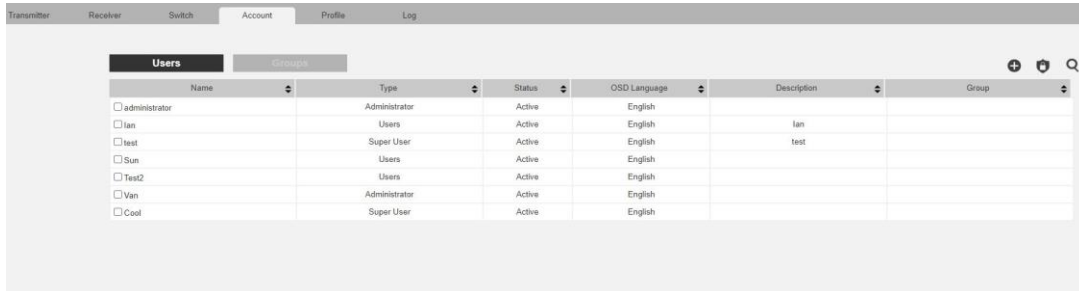 Transmitter Receiver Switch Account Profile Log
Users Groups
Name Type Status OSD Language Description Group
administrator Administrator Active English
Ian Users Active English Ian
test Super User Active English test
Sun Users Active English
Test2 Users Active English
Van Administrator Active English
Cool Super User Active English